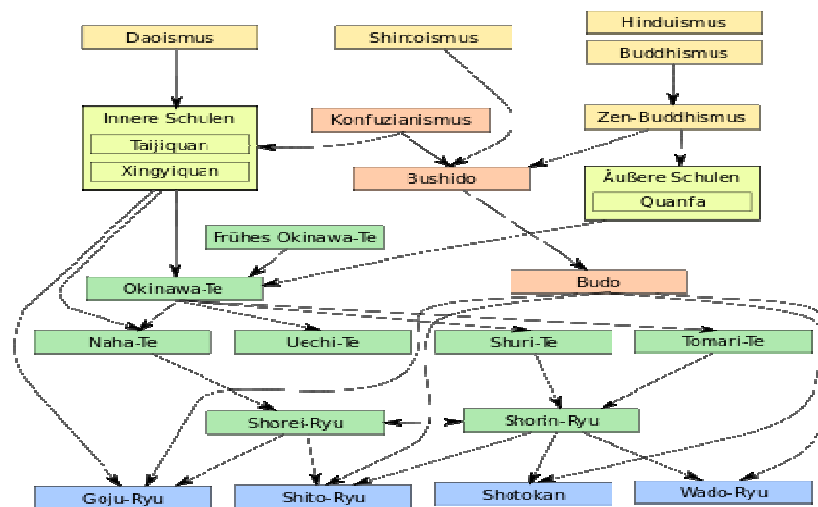 Hinduismus
Daoismus
Shintoismus
Buddhismus
Innere Schulen
Konfuzianismus
Zen-Buddhismus
Taijiquan
Xingyiquan
Bushido
Äußere Schulen
Quanfa
Frühes Okinawa-Te
Okinawa-Te
Budo
Naha-Te
Uechi-Te
Shuri-Te
Tomari-Te
Shorei-Ryu
Shorin-Ryu
Goju-Ryu
Shito-Ryu
Shotokan
Wado-Ryu